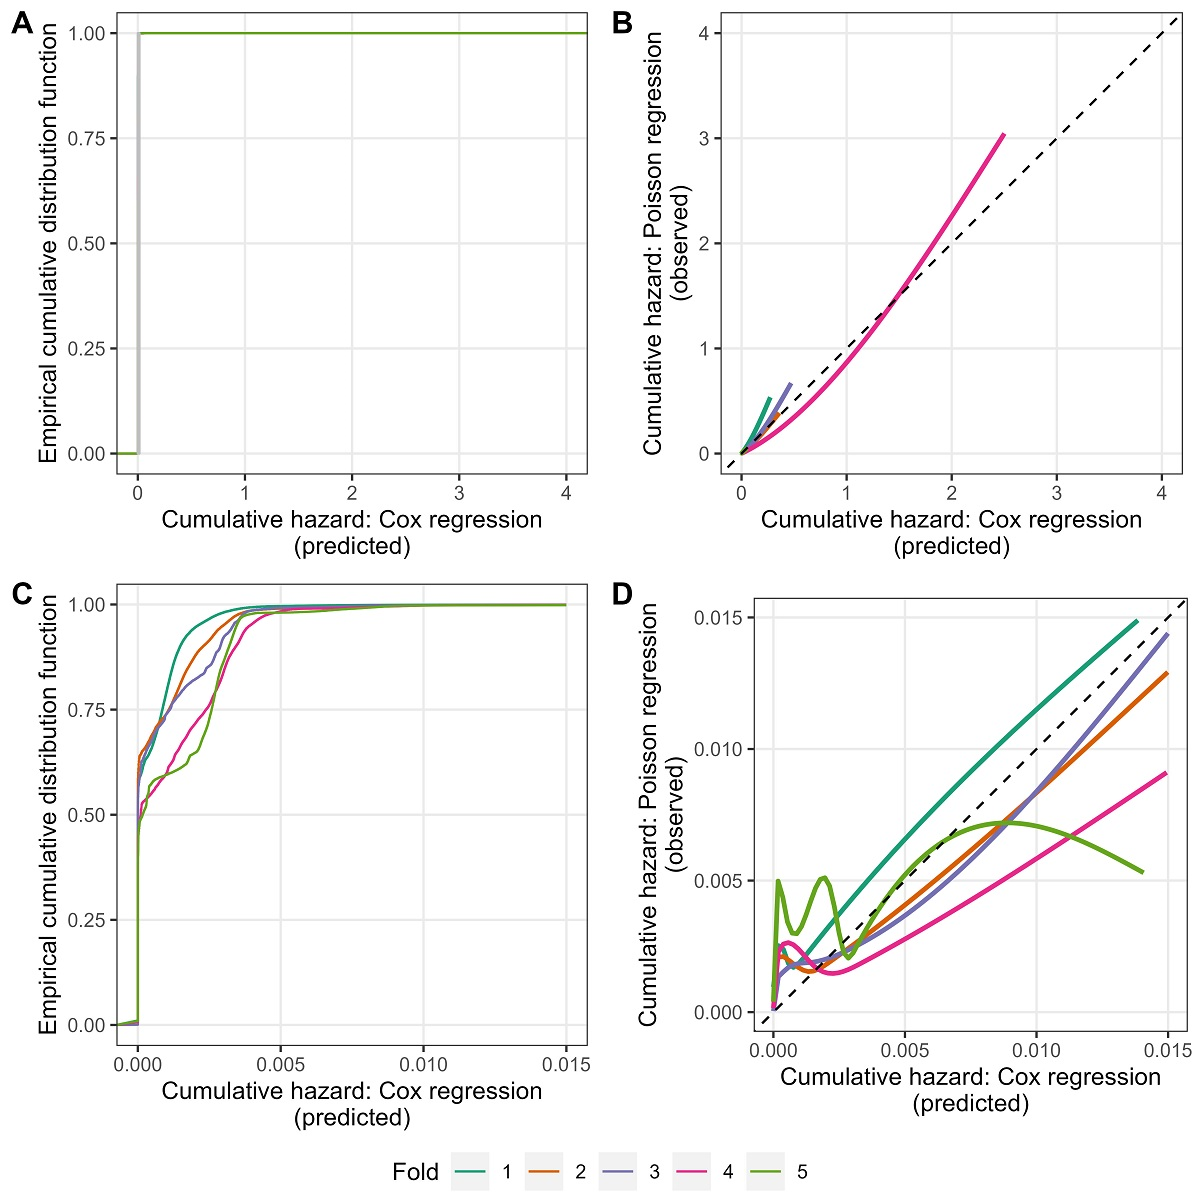 A
Empirical cumulative distribution function
1.00
0.75
0.50
0.25
0.00
0 1 2 3 4
Cumulative hazard: Cox regression
(predicted)
B
Cumulative hazard: Poisson regression
(observed)
4
3
2
1
0
0 1 2 3 4
Cumulative hazard: Cox regression
(predicted)
C
Empirical cumulative distribution function
1.00
0.75
0.50
0.25
0.00
0.000 0.005 0.010 0.015
Cumulative hazard: Cox regression
(predicted)
D
Cumulative hazard: Poisson regression
(observed)
0.015
0.010
0.005
0.000
0.000 0.005 0.010 0.015
Cumulative hazard: Cox regression
(predicted)
Fold 1 2 3 4 5